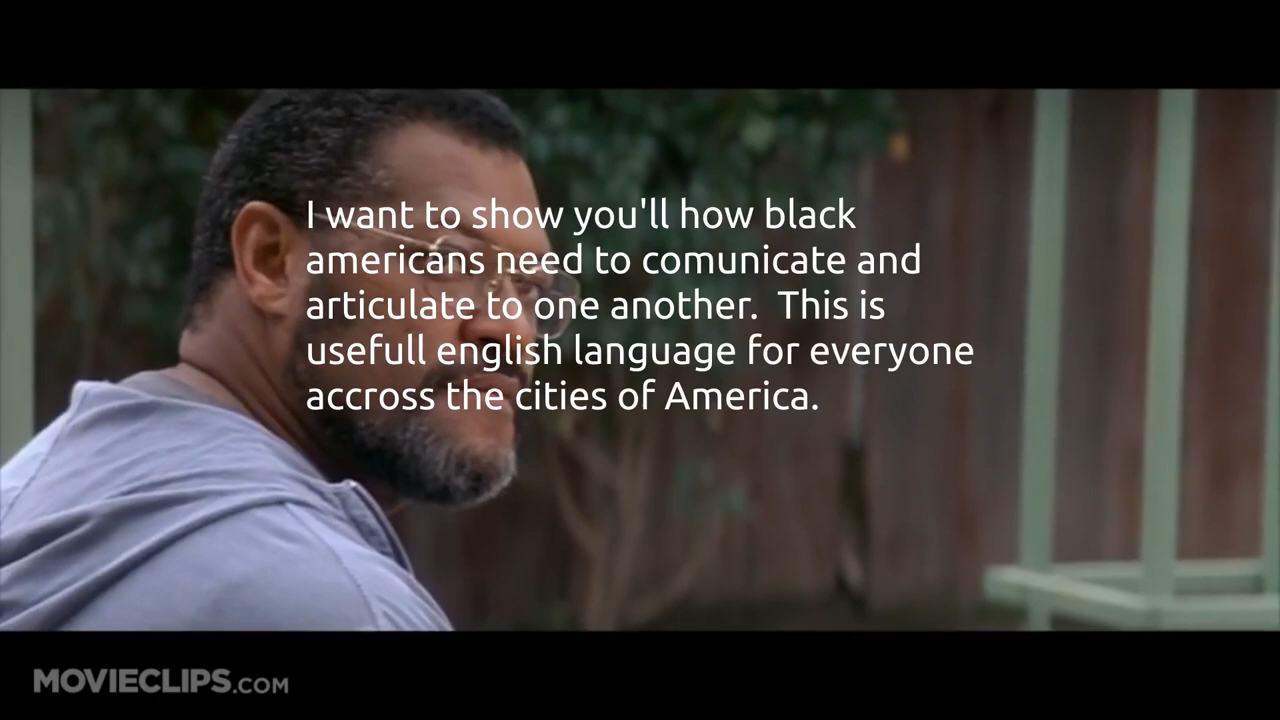 I want to show you'll how black
americans need to comunicate and
articulate to one another.  This is
usefull english language for everyone
accross the cities of America.
MOVIECLIPS.COM